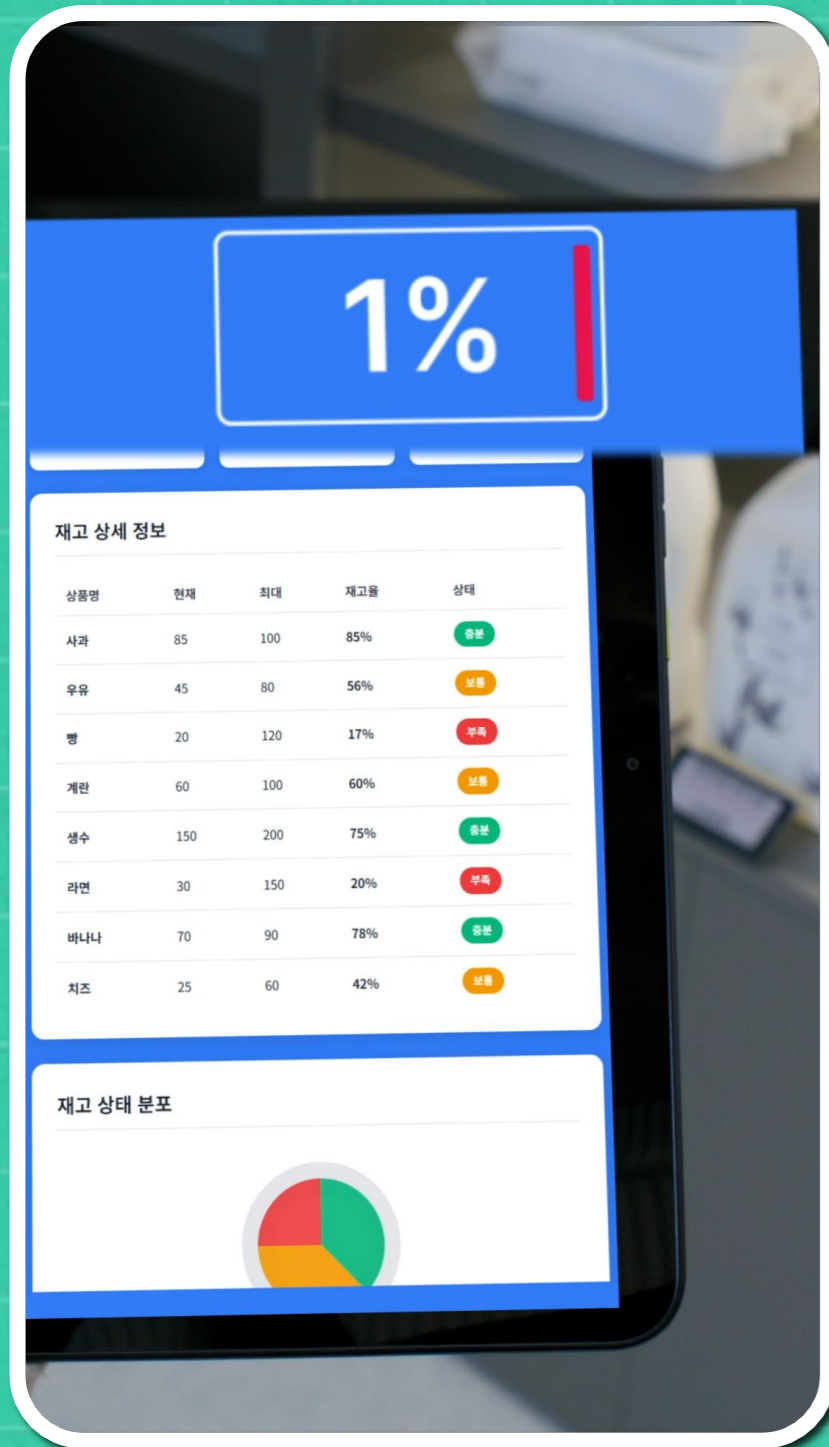 1%
재고 상세 정보
상품명 현재 최대 재고율 상태
사과 85 100 85% 충분
우유 45 80 56% 보통
빵 20 120 17% 부족
계란 60 100 60% 보통
생수 150 200 75% 충분
라면 30 150 20% 부족
바나나 70 90 78% 충분
치즈 25 60 42% 보통
재고 상태 분포